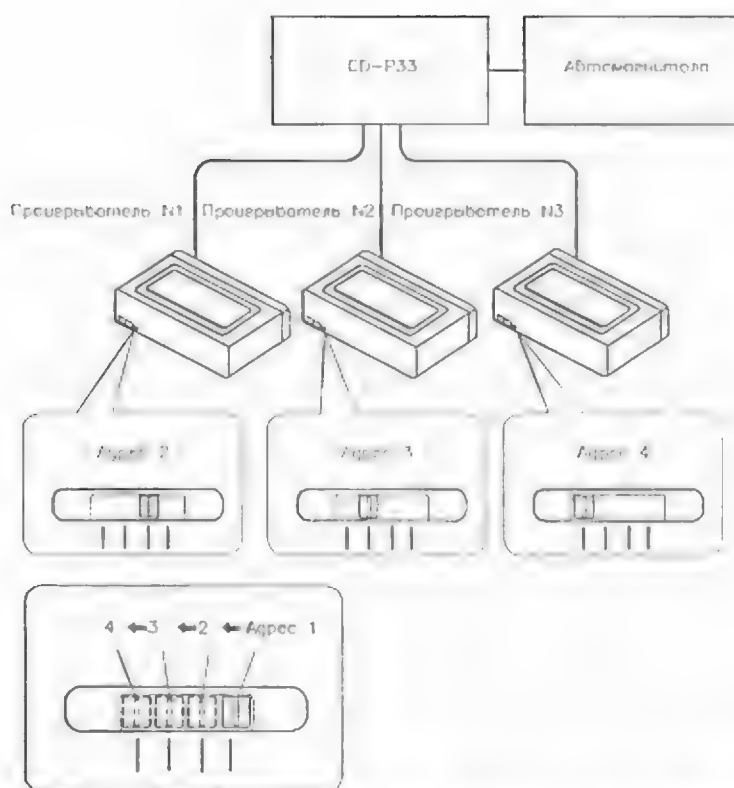 CD-P33
Автомагнитола
Проигрыватель N1
Проигрыватель N2
Проигрыватель N3
Адрес 2
Адрес 3
Адрес 4
4 ⬅3 ⬅2 ⬅Адрес 1